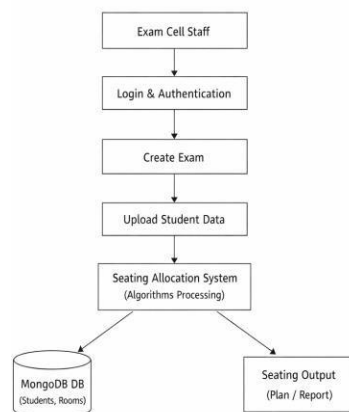 Exam Cell Staff
Login & Authentication
Create Exam
Upload Student Data
Seating Allocation System
(Algorithms Processing)
MongoDB DB
(Students, Rooms)
Seating Output
(Plan / Report)